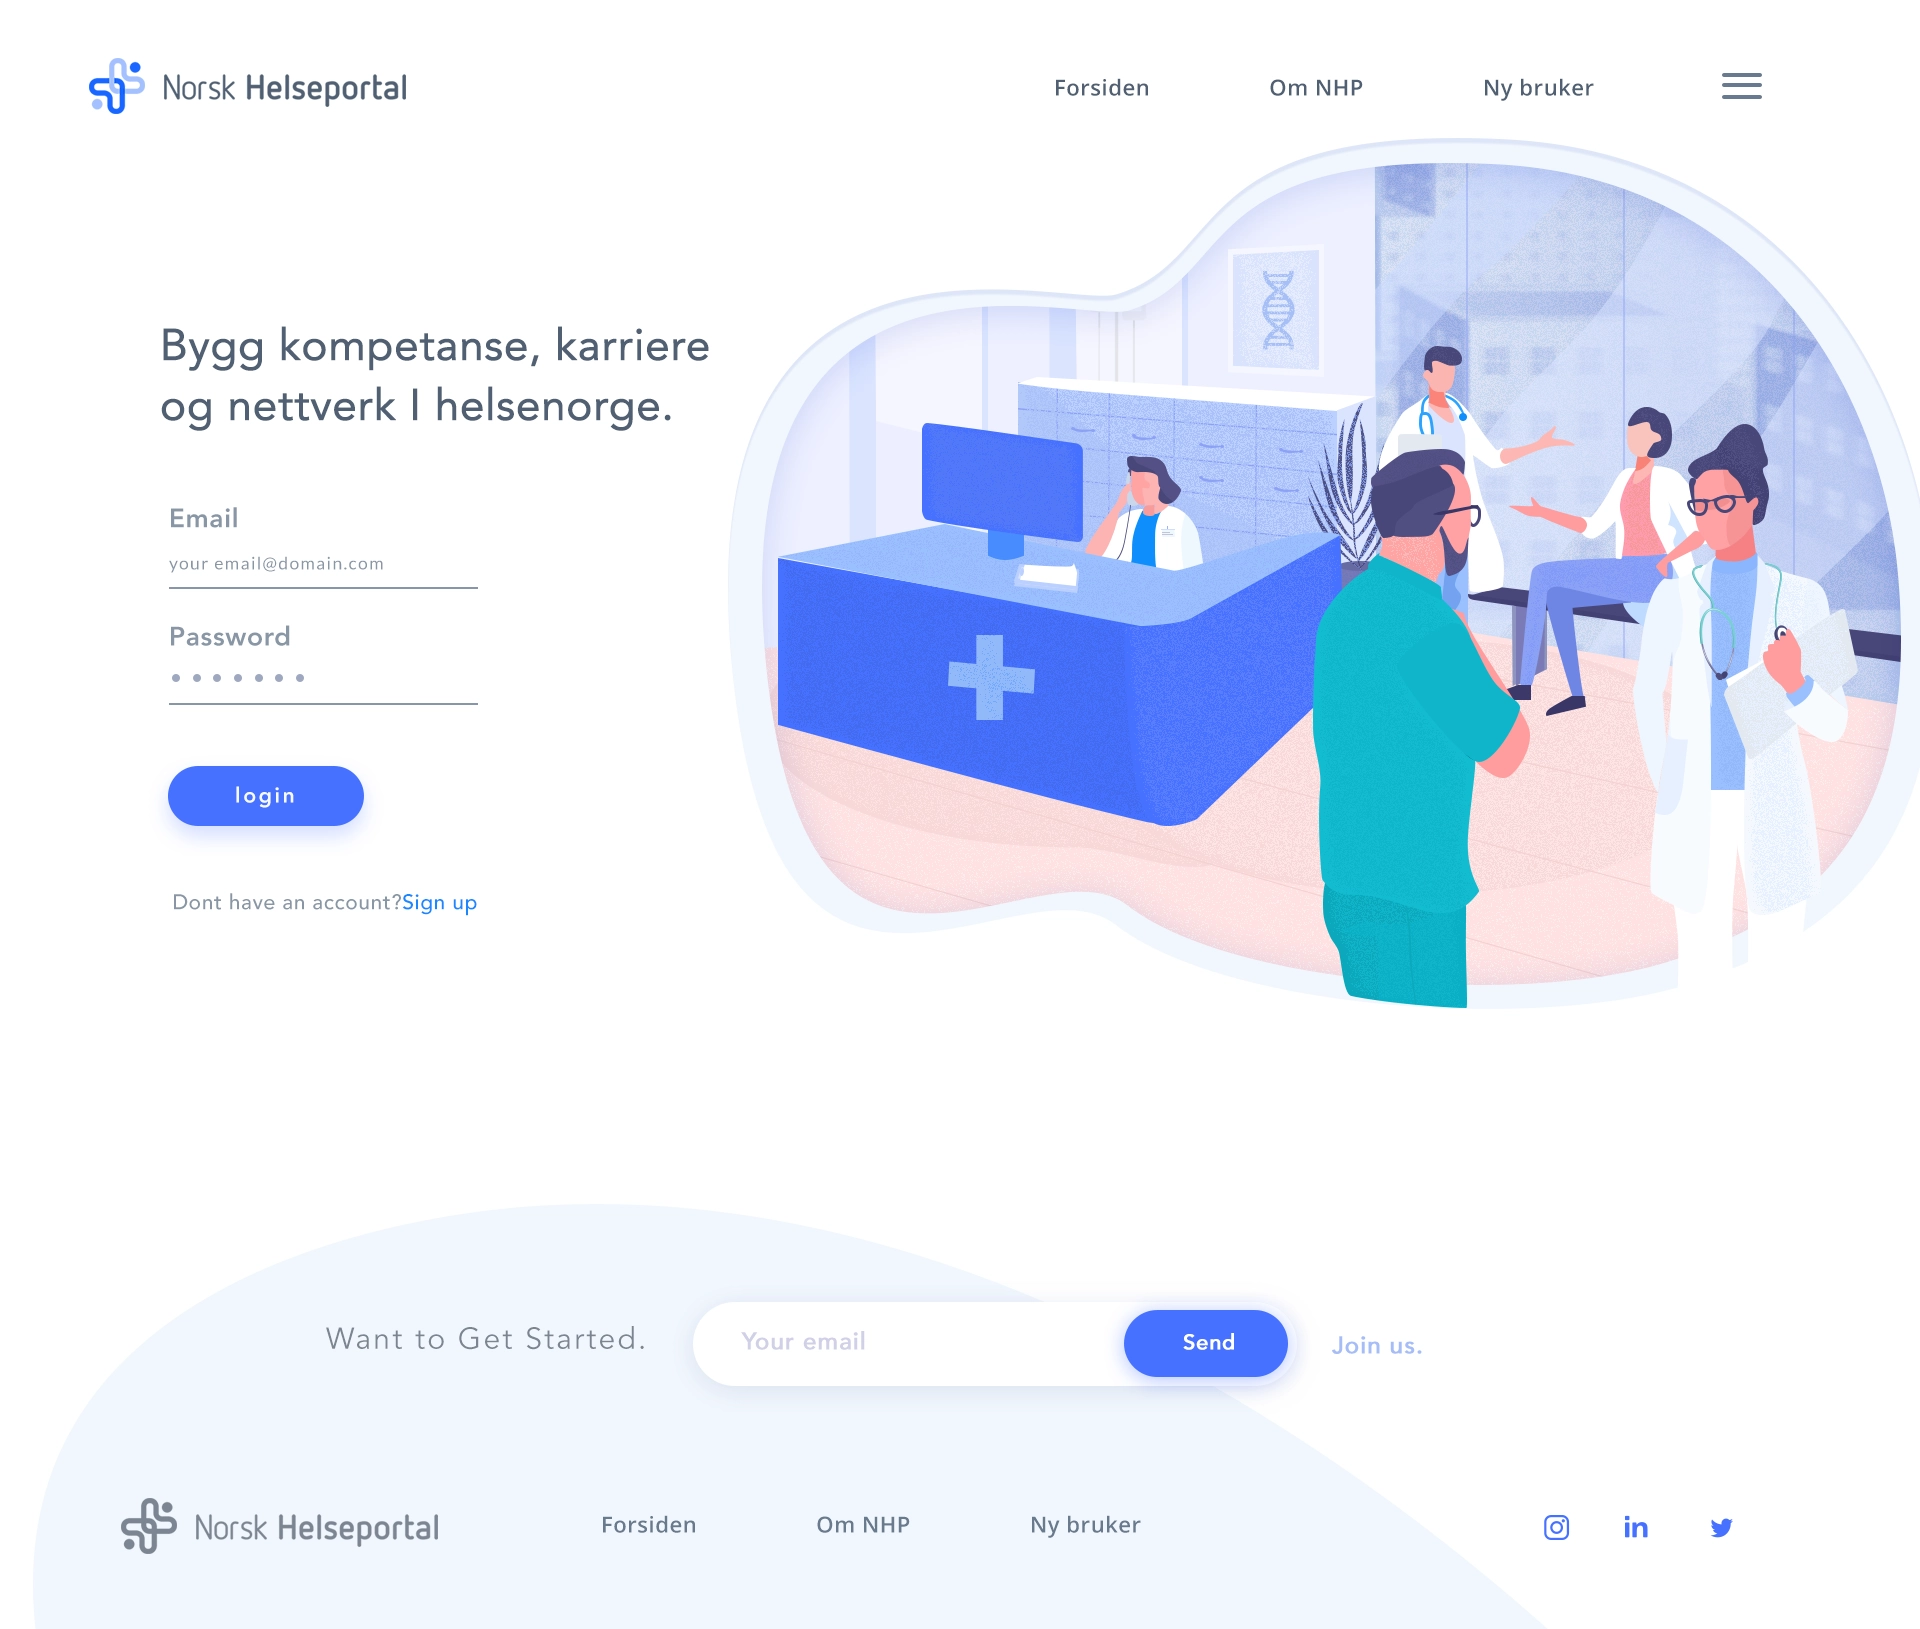 Norsk Helseportal
Forsiden
Om NHP
Ny bruker
Bygg kompetanse, karriere
og nettverk I helsenorge.
Email
your email@domain.com
Password
login
Dont have an account?Sign up
Want to Get Started.
Your email
Send
Join us.
Norsk Helseportal
Forsiden
Om NHP
Ny bruker
in